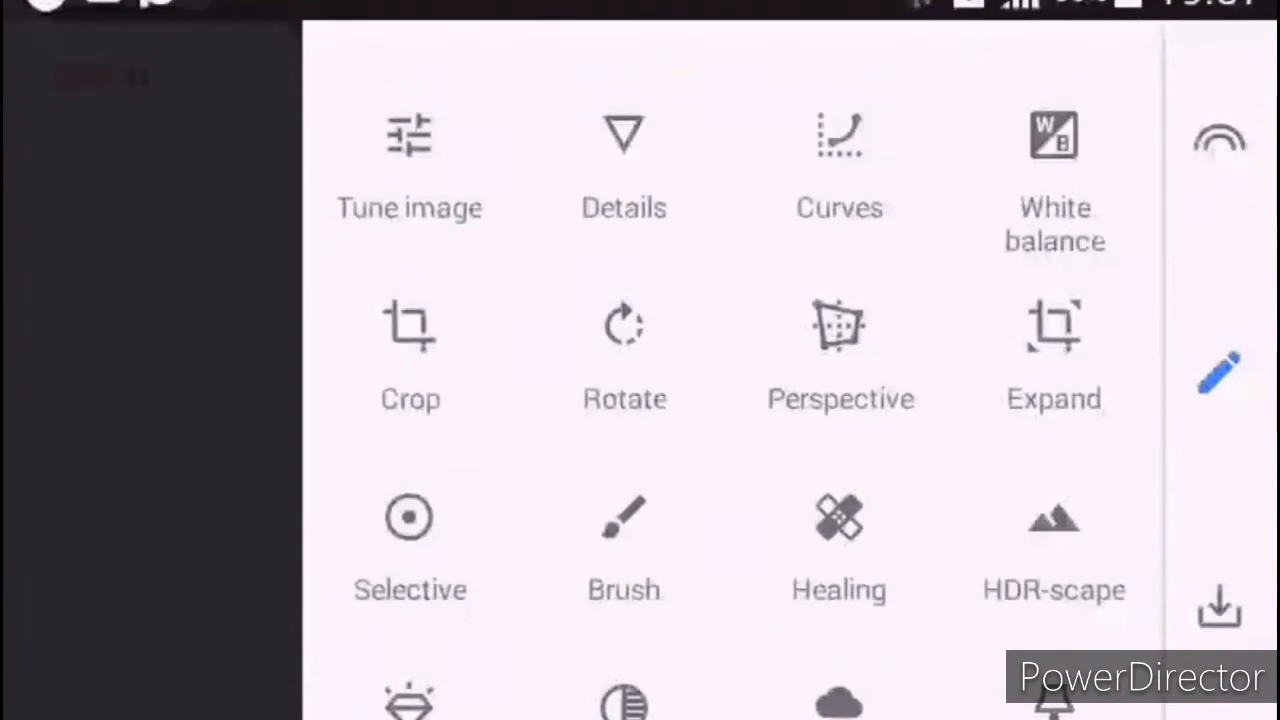 Tune image
Details
Curves
White
balance
Crop
Rotate
Perspective
Expand
Selective
Brush
Healing
HDR-scape
PowerDirector